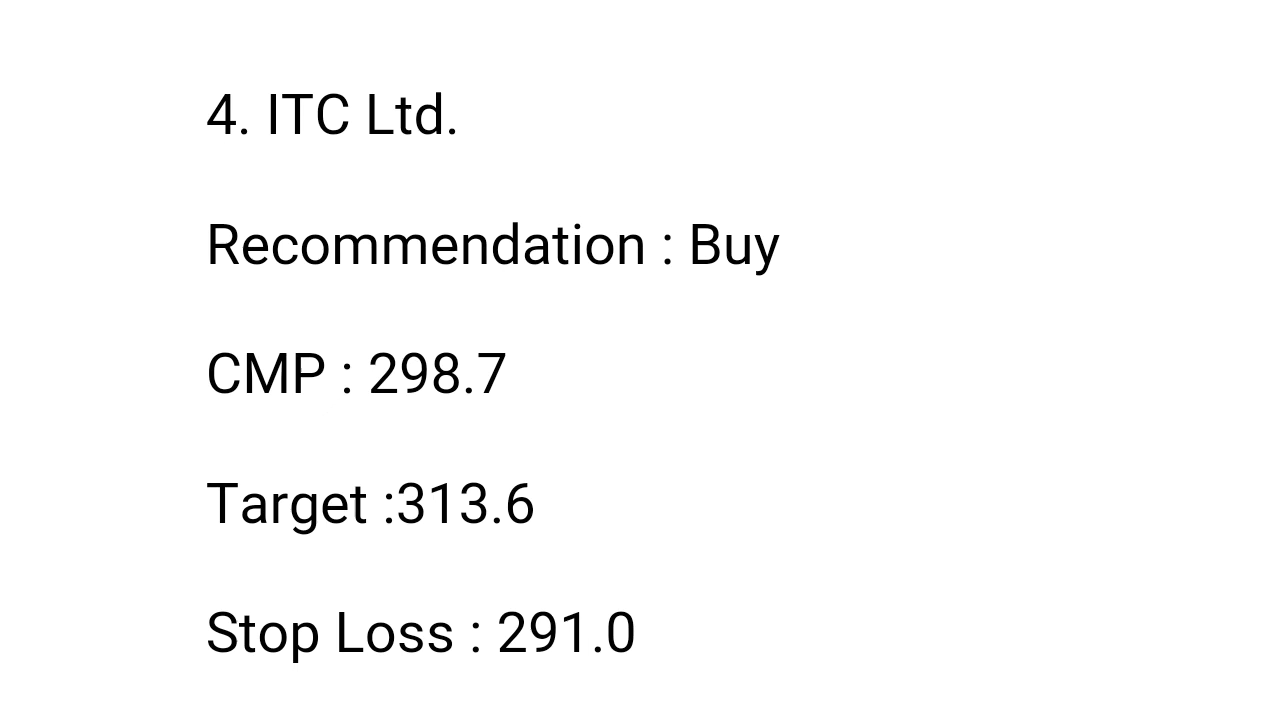 4. ITC Ltd.
Recommendation : Buy
CMP : 298.7
Target :313.6
Stop Loss : 291.0